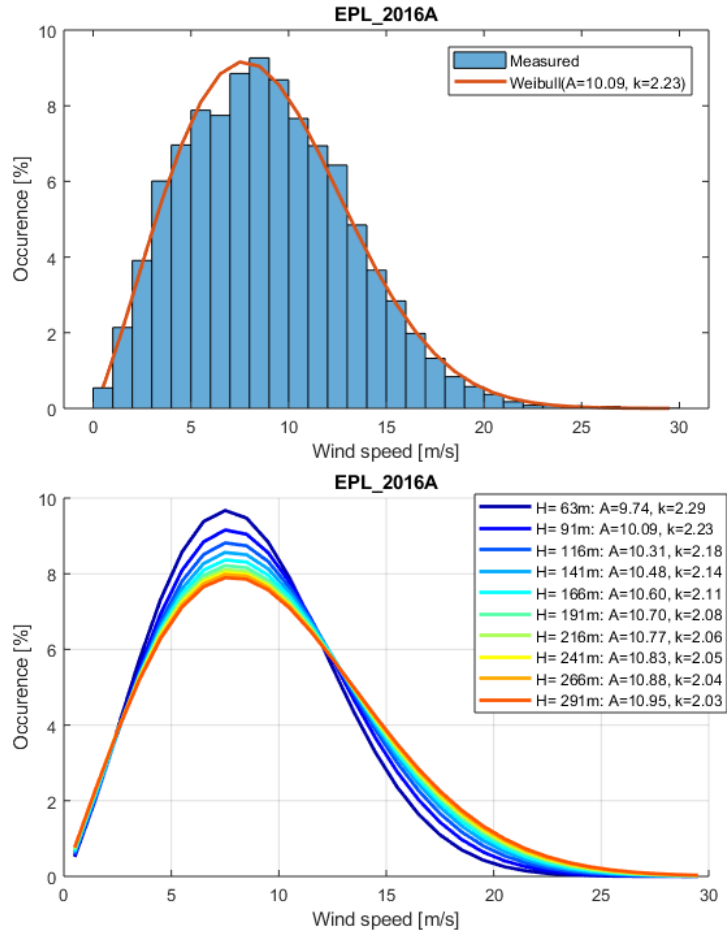 EPL_2016A
10
8
6
4
2
0
Occurence [%]
Measured
Weibull(A=10.09, k=2.23)
0 5 10 15 20 25 30
Wind speed [m/s]
EPL_2016A
10
8
6
4
2
0
Occurence [%]
H= 63m: A=9.74, k=2.29
H= 91m: A=10.09, k=2.23
H= 116m: A=10.31, k=2.18
H= 141m: A=10.48, k=2.14
H= 166m: A=10.60, k=2.11
H= 191m: A=10.70, k=2.08
H= 216m: A=10.77, k=2.06
H= 241m: A=10.83, k=2.05
H= 266m: A=10.88, k=2.04
H= 291m: A=10.95, k=2.03
0 5 10 15 20 25 30
Wind speed [m/s]